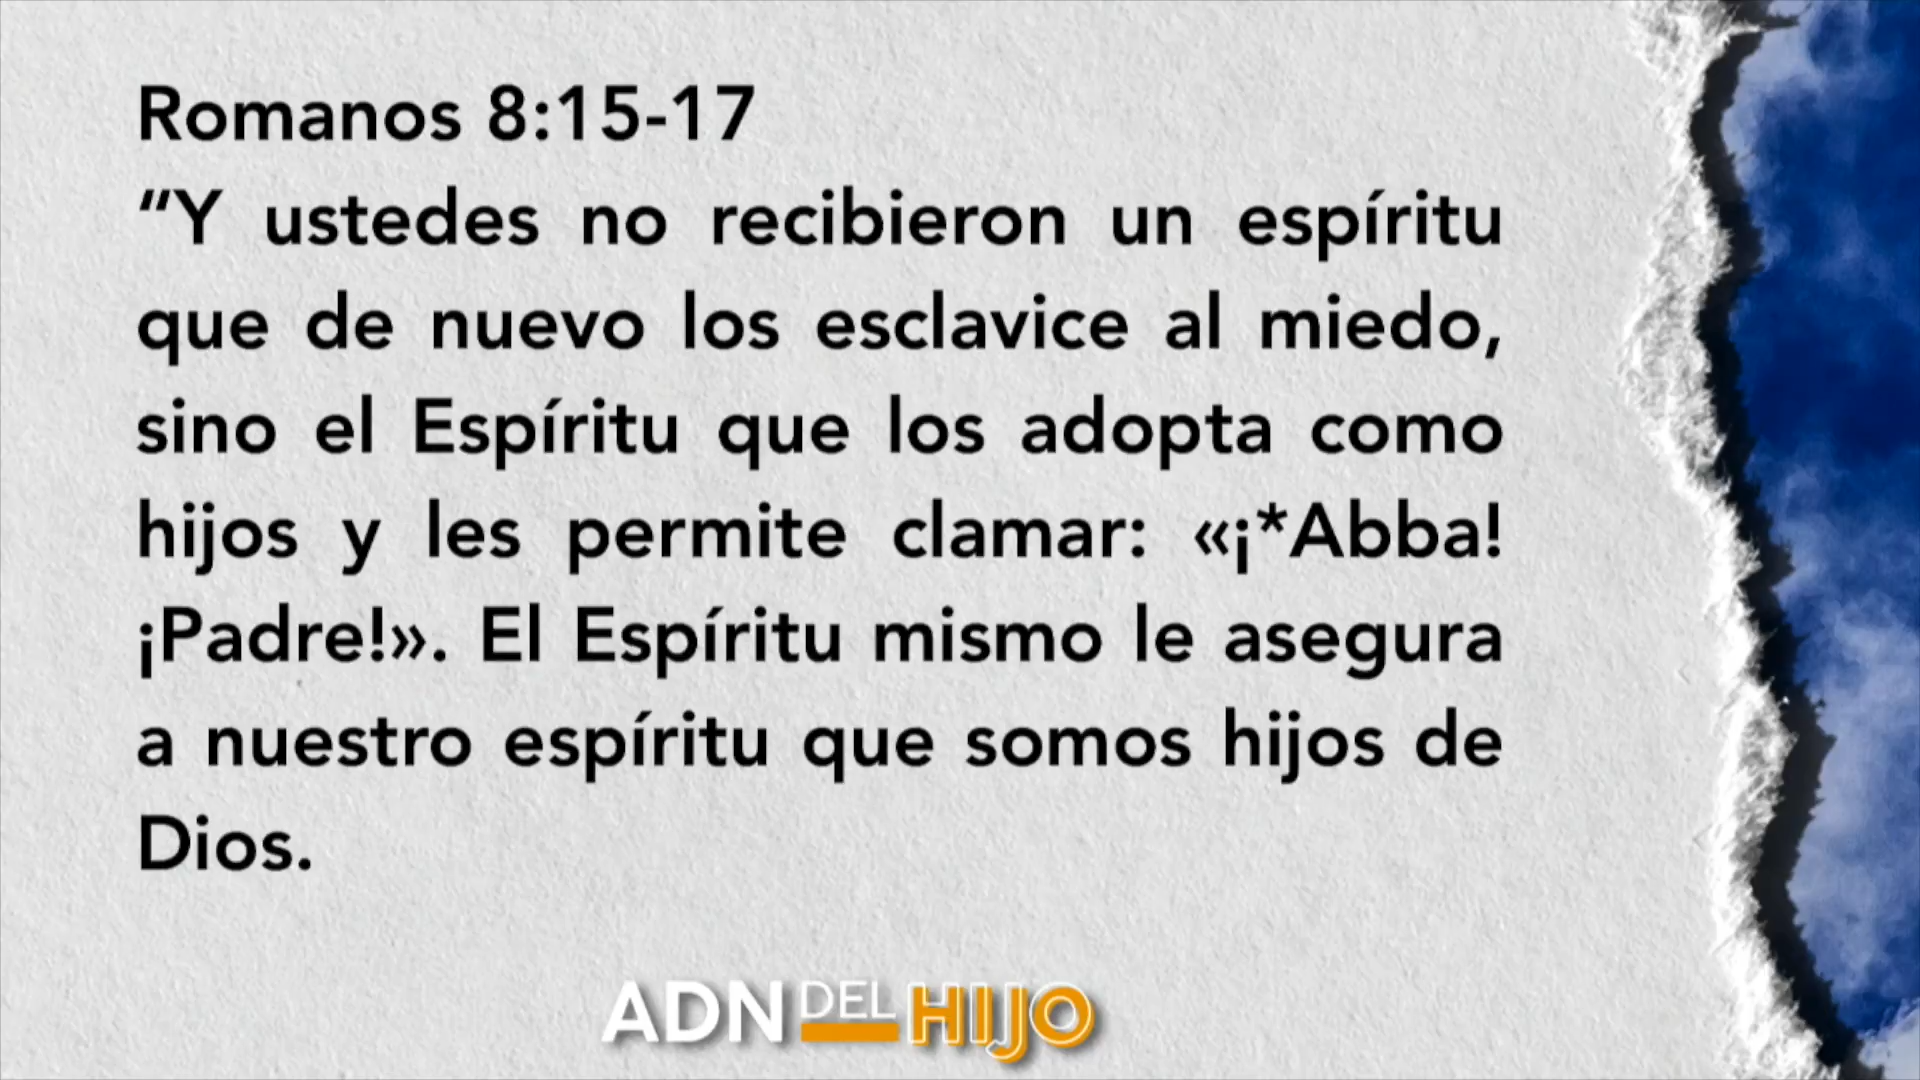 Romanos 8:15-17
“Y ustedes no recibieron un espíritu
que de nuevo los esclavice al miedo,
sino el Espíritu que los adopta como
hijos y les permite clamar: «¡*Abba!
¡Padre!». El Espíritu mismo le asegura
a nuestro espíritu que somos hijos de
Dios.
ADN DEL HIJO